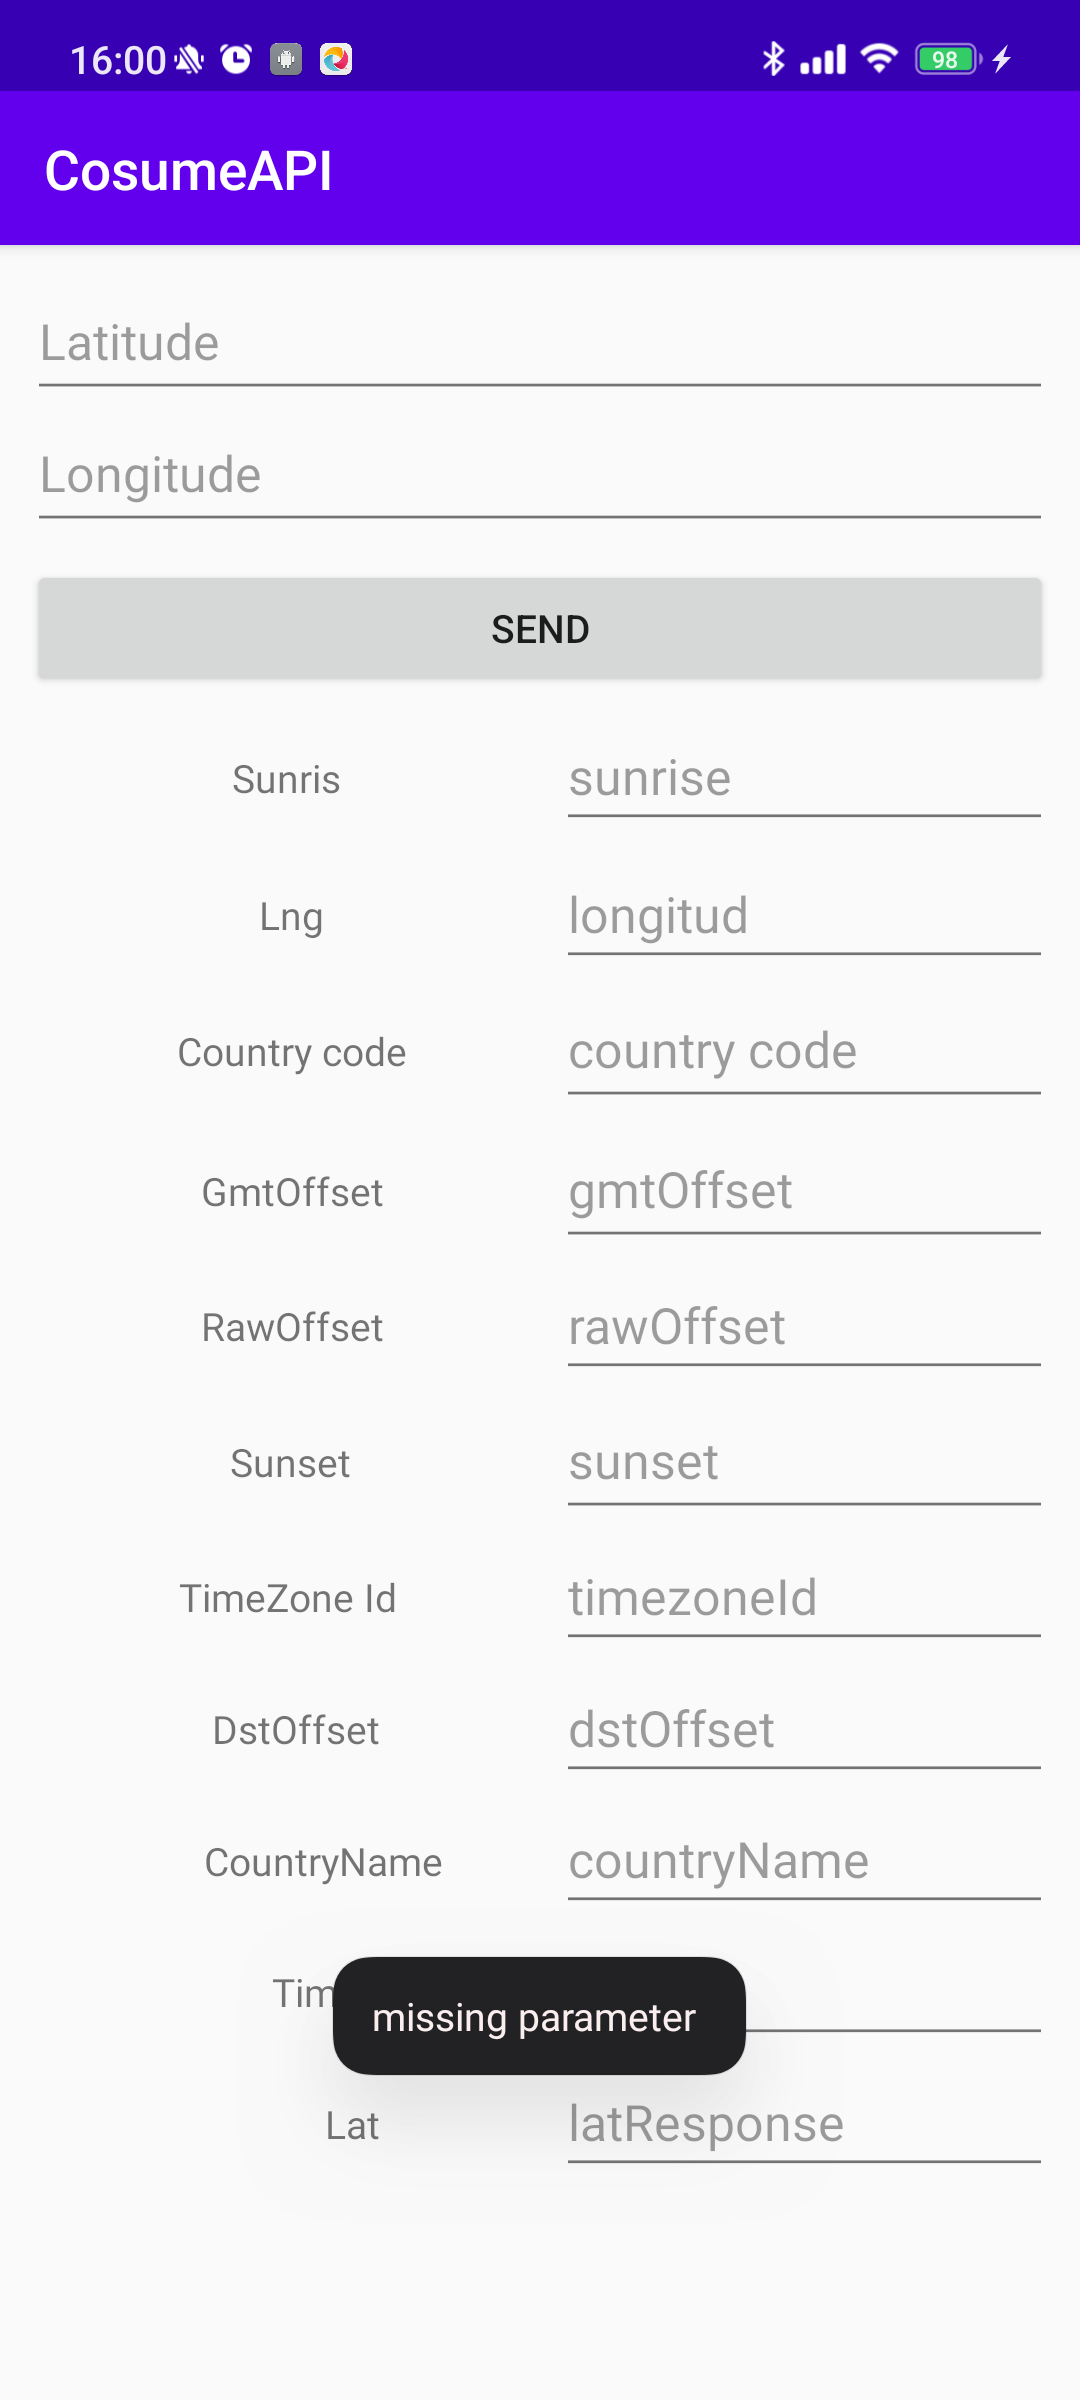 16:00 98
CosumeAPI
Latitude
Longitude
SEND
Sunris sunrise
Lng longitud
Country code country code
GmtOffset gmtOffset
RawOffset rawOffset
Sunset sunset
TimeZone Id timezoneId
DstOffset dstOffset
CountryName countryName
missing parameter
Lat latResponse